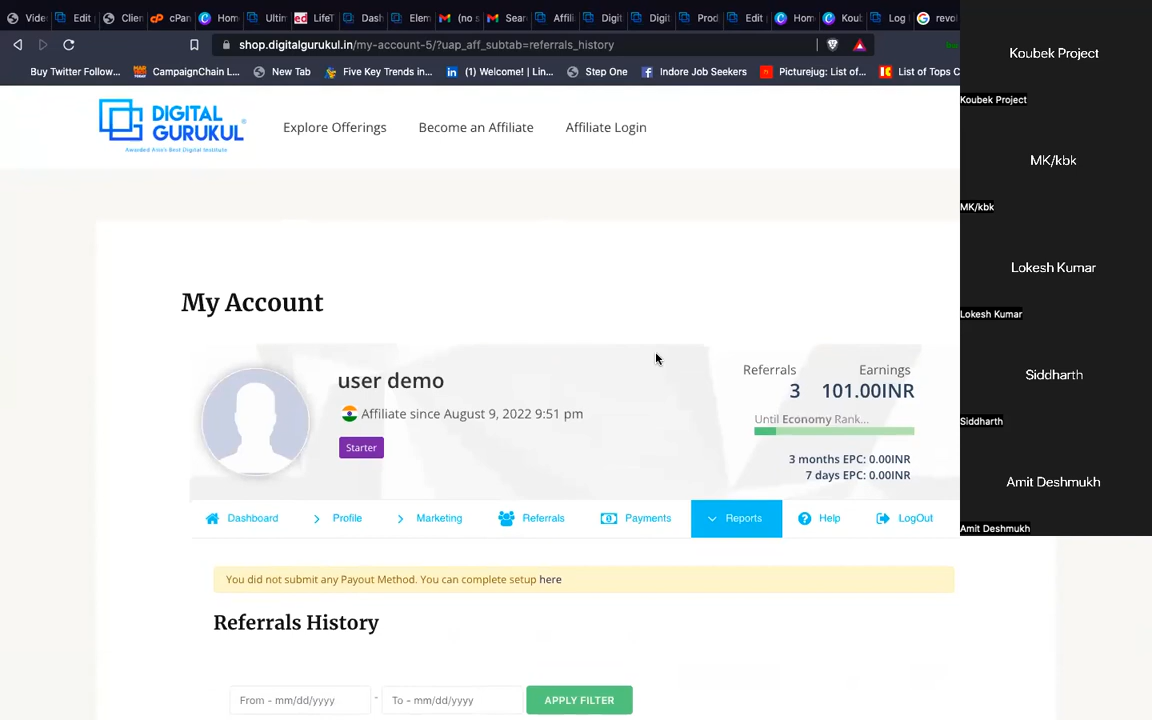 Vide
Edit
Clie
cPan
Hom
Ultir
LifeT
Dash
Elem
(no s
Sear
Affili
Digit
Digit
Prod
Edit
Hom
Koub
Log
revol
shop.digitalgurukul.in/my-account-5/?uap_aff_subtab=referrals_history
Buy Twitter Follow...
CampaignChain L...
New Tab
Five Key Trends in...
(1) Welcome! | Lin...
Step One
Indore Job Seekers
Picturejug: List of...
List of Tops C
DIGITAL
GURUKUL
Awarded Asia's Best Digital Institute
Explore Offerings
Become an Affiliate
Affiliate Login
My Account
user demo
Affiliate since August 9, 2022 9:51 pm
Starter
Referrals
3
Earnings
101.00INR
Until Economy Rank...
3 months EPC: 0.00INR
7 days EPC: 0.00INR
Dashboard
Profile
Marketing
Referrals
Payments
Reports
Help
LogOut
You did not submit any Payout Method. You can complete setup here
Referrals History
From - mm/dd/yyyy
-
To - mm/dd/yyyy
APPLY FILTER
Koubek Project
Koubek Project
MK/kbk
MK/kbk
Lokesh Kumar
Lokesh Kumar
Siddharth
Siddharth
Amit Deshmukh
Amit Deshmukh